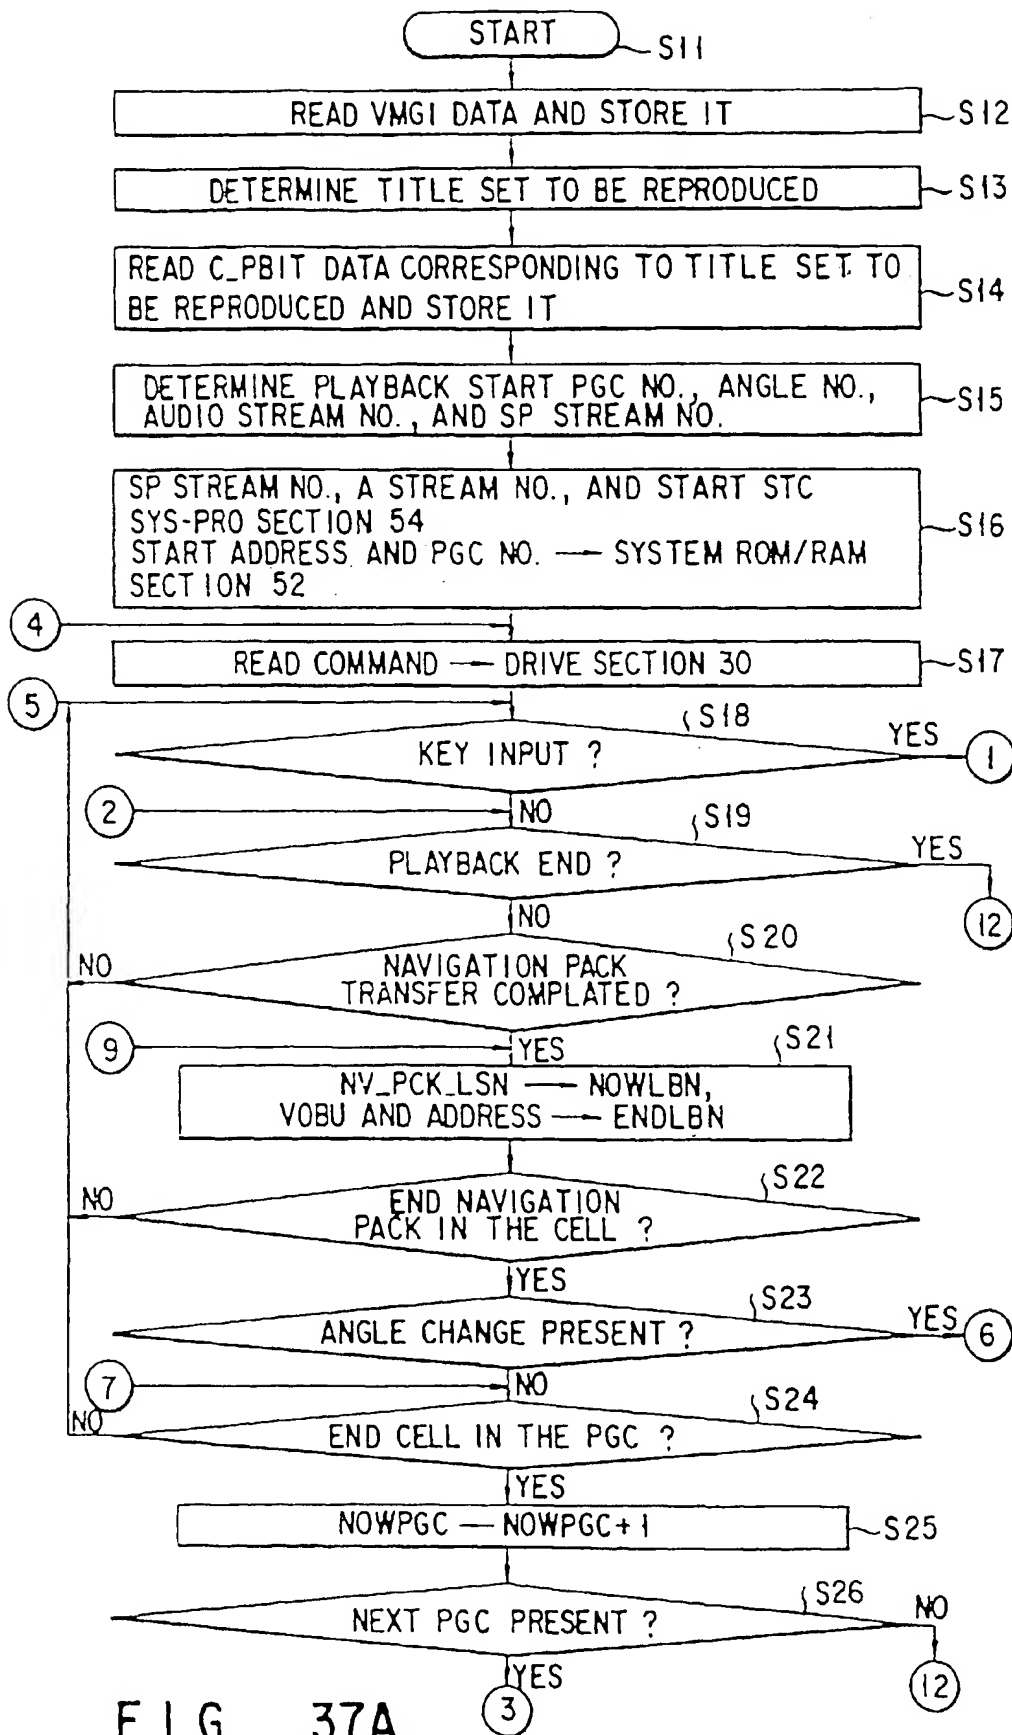 START
S11
READ VMGI DATA AND STORE IT
S12
DETERMINE TITLE SET TO BE REPRODUCED
S13
READ C_PBIT DATA CORRESPONDING TO TITLE SET TO
BE REPRODUCED AND STORE IT
S14
DETERMINE PLAYBACK START PGC NO., ANGLE NO.,
AUDIO STREAM NO., AND SP STREAM NO.
S15
SP STREAM NO., A STREAM NO., AND START STC
SYS-PRO SECTION 54
START ADDRESS AND PGC NO. → SYSTEM ROM/RAM
SECTION 52
S16
4
READ COMMAND → DRIVE SECTION 30
S17
5
S18
KEY INPUT ?
YES
1
2
NO
S19
PLAYBACK END ?
YES
12
NO
S20
NO
NAVIGATION PACK
TRANSFER COMPLATED ?
9
YES
S21
NV_PCK_LSN → NOWLBN,
VOBU AND ADDRESS → ENDLBN
S22
NO
END NAVIGATION
PACK IN THE CELL ?
YES
S23
ANGLE CHANGE PRESENT ?
YES
6
7
NO
S24
NO
END CELL IN THE PGC ?
YES
NOWPGC — NOWPGC+1
S25
S26
NEXT PGC PRESENT ?
NO
12
YES
3
FIG. 37A